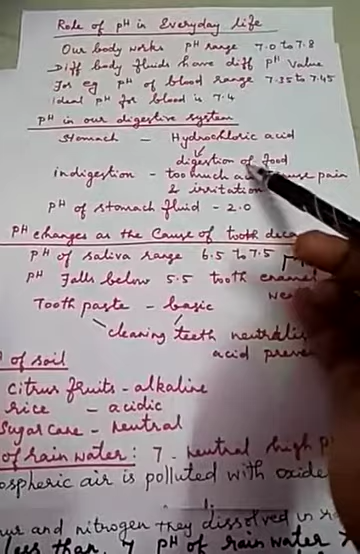 Role of pH in Everyday life
Our body works pH range 7.0 to 7.8
Diff body fluids have diff pH Value
For eg pH of blood range 7.35 to 7.45
ideal pH for blood is 7.4
pH in our digestive system
Stomach - Hydrochloric acid
digestion of food
indigestion - too much pain
& irritation
pH of stomach fluid - 2.0
pH changes as the Cause of tooth
pH of saliva range 6.5 to 7.5
pH Falls below 5.5 tooth enamel
Tooth paste - basic
cleaning teeth
acid
of soil
Citrus fruits - alkaline
rice - acidic
Sugarcane - neutral
of rain water: 7 - neutral high
air is polluted with
and nitrogen they dissolved in
less than 7 pH of rain water